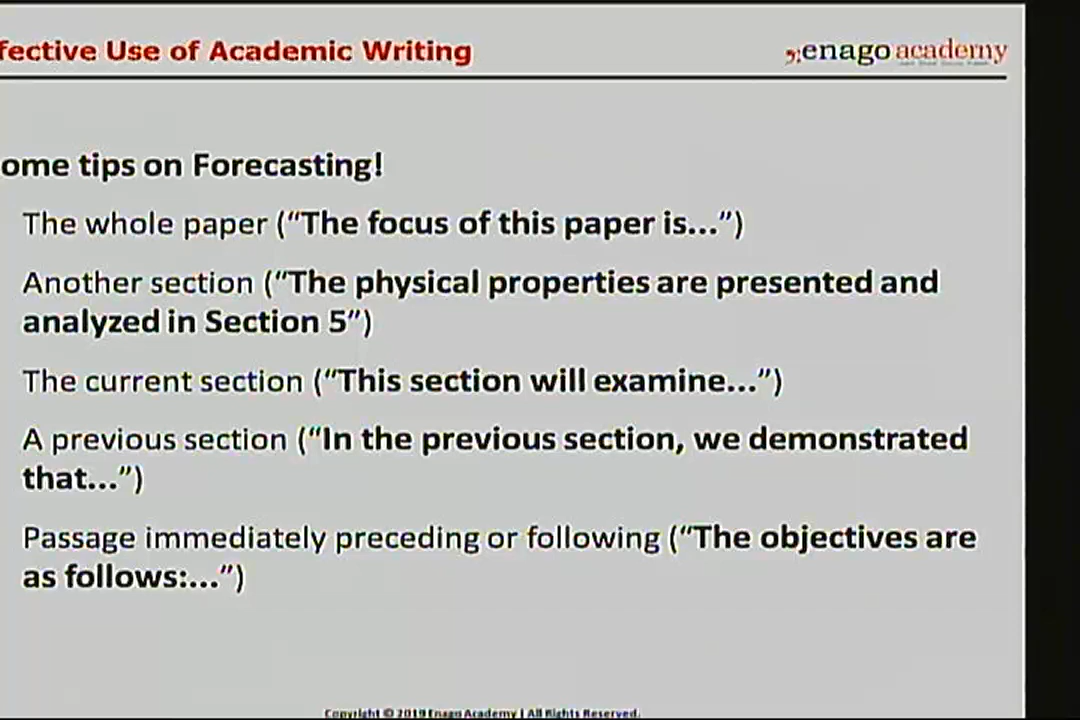 fective Use of Academic Writing
enago academy
ome tips on Forecasting!
The whole paper (“The focus of this paper is...”)
Another section (“The physical properties are presented and
analyzed in Section 5”)
The current section (“This section will examine...”)
A previous section (“In the previous section, we demonstrated
that...”)
Passage immediately preceding or following (“The objectives are
as follows:...”)
Copyright © 2019 Enago Academy | All Rights Reserved.